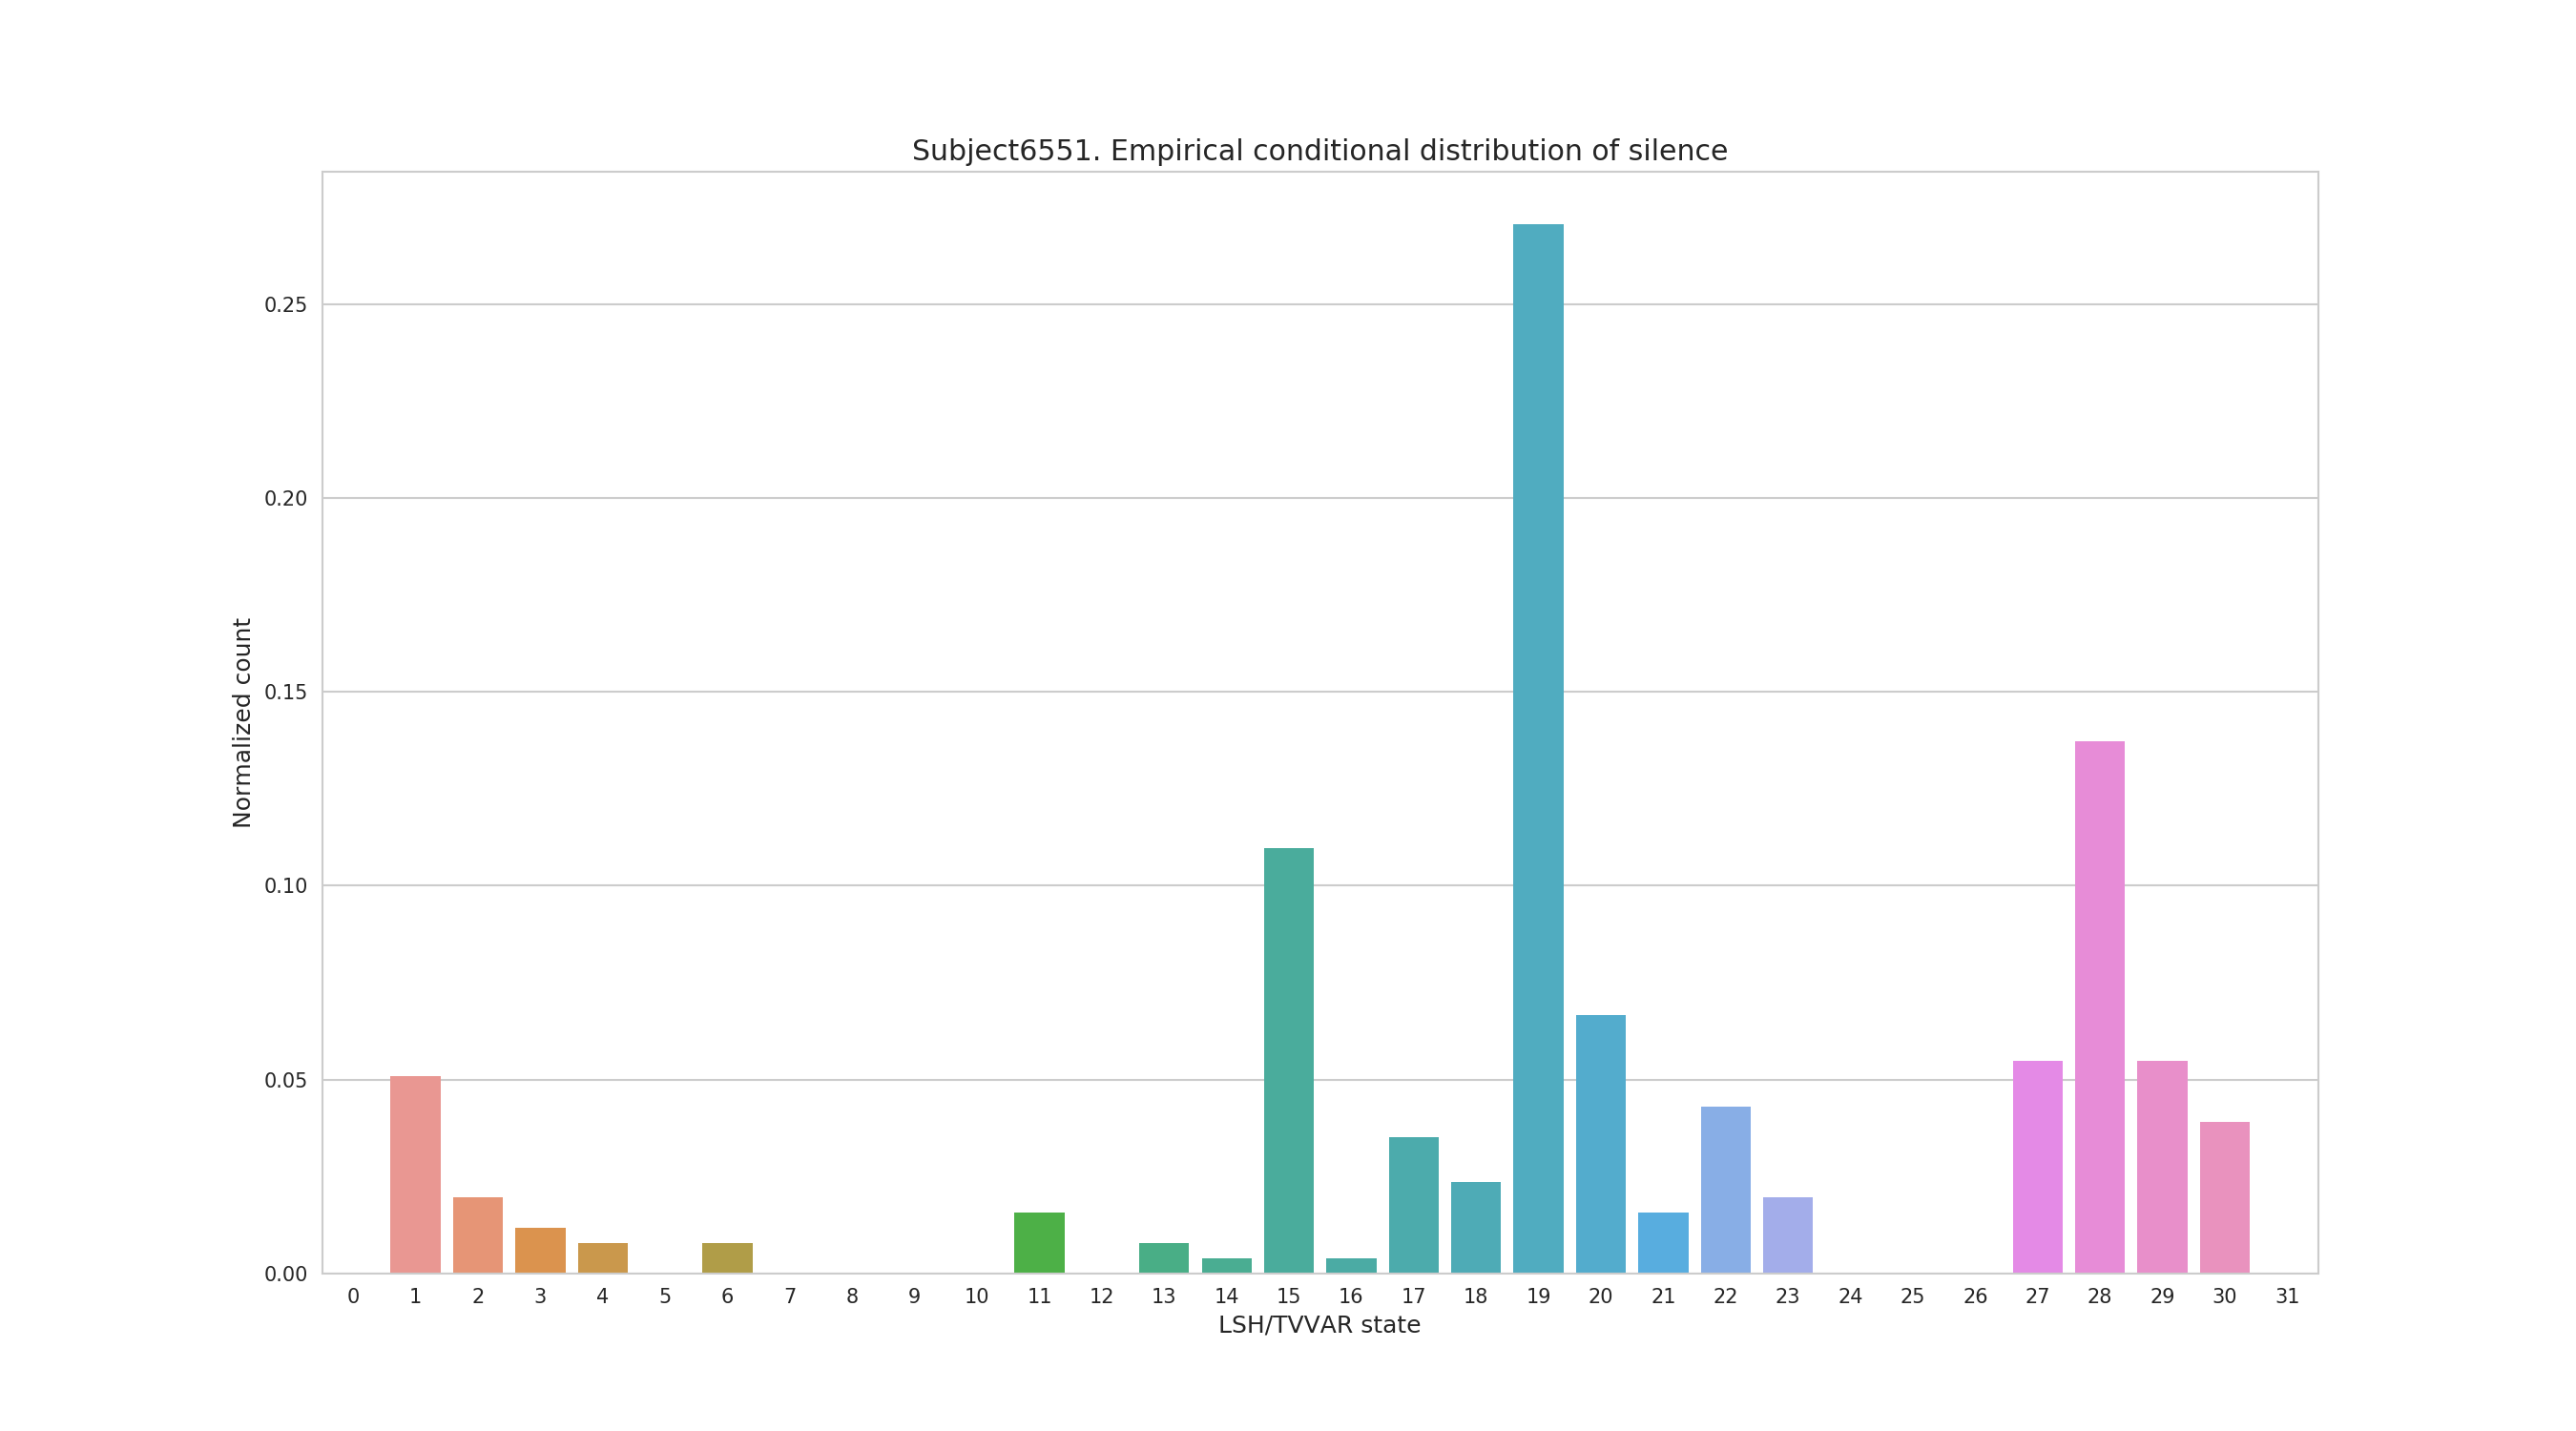 Subject6551. Empirical conditional distribution of silence
Normalized count
0.25
0.20
0.15
0.10
0.05
0.00
0 1 2 3 4 5 6 7 8 9 10 11 12 13 14 15 16 17 18 19 20 21 22 23 24 25 26 27 28 29 30 31
LSH/TVVAR state